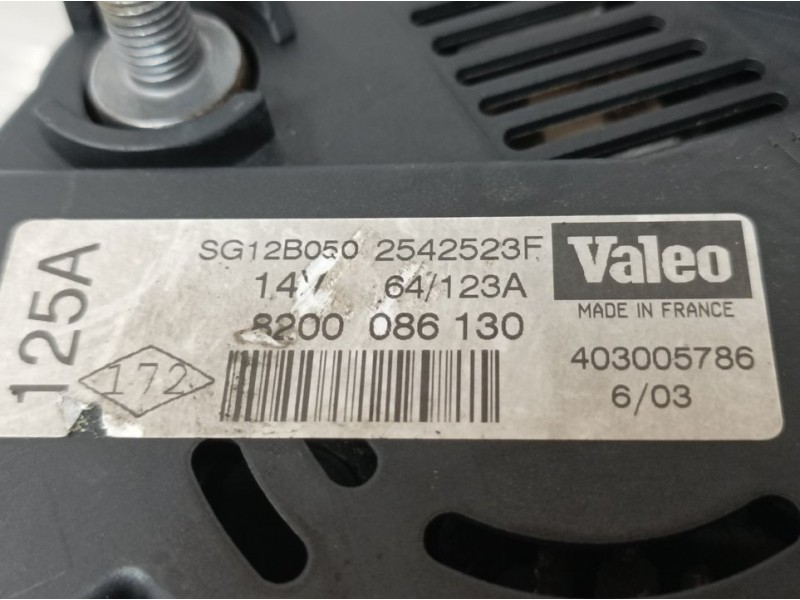 125A
SG12B050 2542523F
14V 64/123A
8200 086 130
172
Valeo
MADE IN FRANCE
403005786
6/03